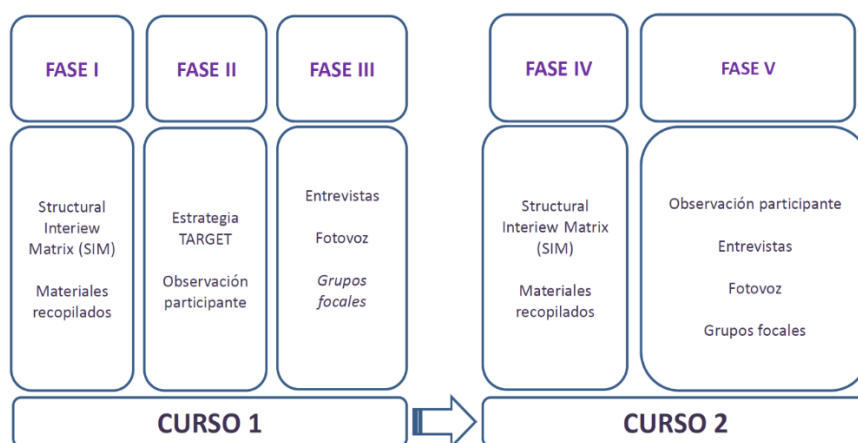 FASE I
FASE II
FASE III
FASE IV
FASE V
Structural
Interiew
Matrix (SIM)
Materiales
recopilados
Estrategia
TARGET
Observación
participante
Entrevistas
Fotovoz
Grupos
focales
Structural
Interiew Matrix
(SIM)
Materiales
recopilados
Observación participante
Entrevistas
Fotovoz
Grupos focales
CURSO 1
CURSO 2